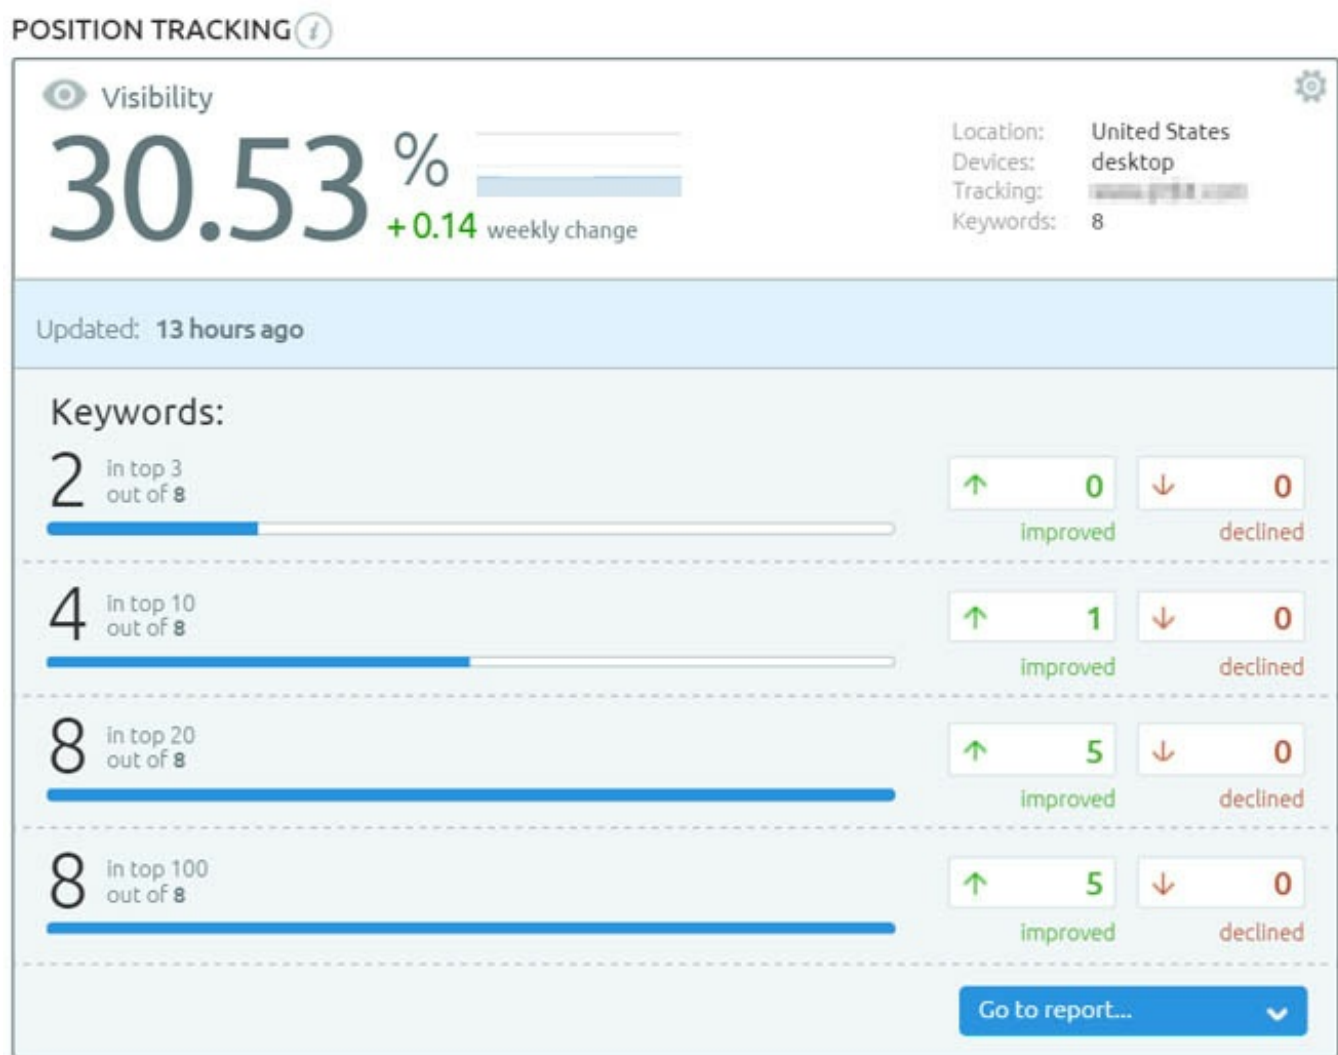 POSITION TRACKING i
Visibility
30.53 %
+ 0.14 weekly change
Location: United States
Devices: desktop
Tracking:
Keywords: 8
Updated: 13 hours ago
Keywords:
2 in top 3
out of 8
↑ 0 ↓ 0
improved declined
4 in top 10
out of 8
↑ 1 ↓ 0
improved declined
8 in top 20
out of 8
↑ 5 ↓ 0
improved declined
8 in top 100
out of 8
↑ 5 ↓ 0
improved declined
Go to report...